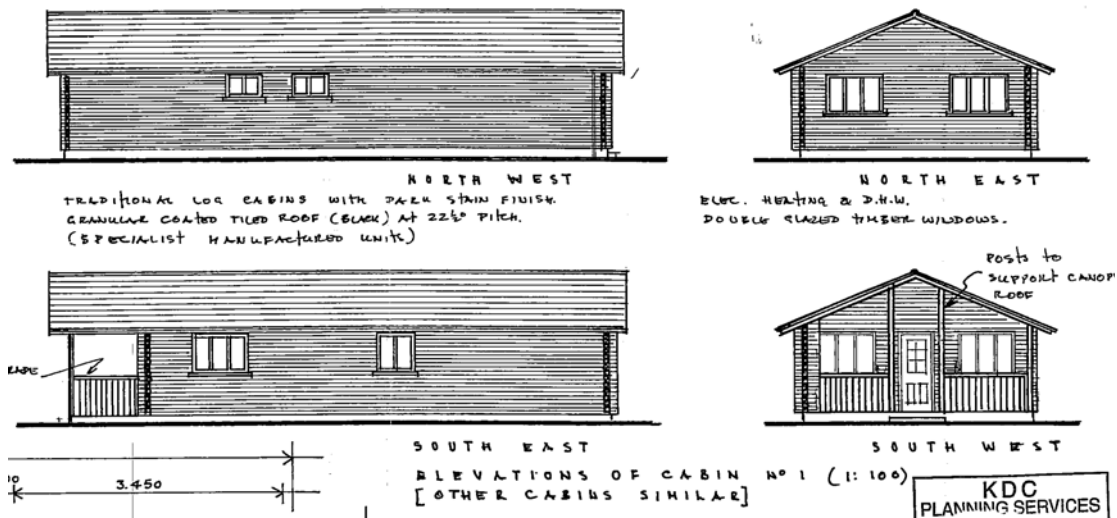 NORTH WEST
TRADITIONAL LOG CABINS WITH DARK STAIN FINISH.
GRANULAR COATED TILED ROOF (BLACK) AT 22½° PITCH.
(SPECIALIST MANUFACTURED UNITS)
NORTH EAST
ELEC. HEATING & D.H.W.
DOUBLE GLAZED TIMBER WINDOWS.
POSTS TO
SUPPORT CANOP
ROOF
RADE
SOUTH EAST
SOUTH WEST
ELEVATIONS OF CABIN No 1 (1:100)
[OTHER CABINS SIMILAR]
3.450
KDC
PLANNING SERVICES